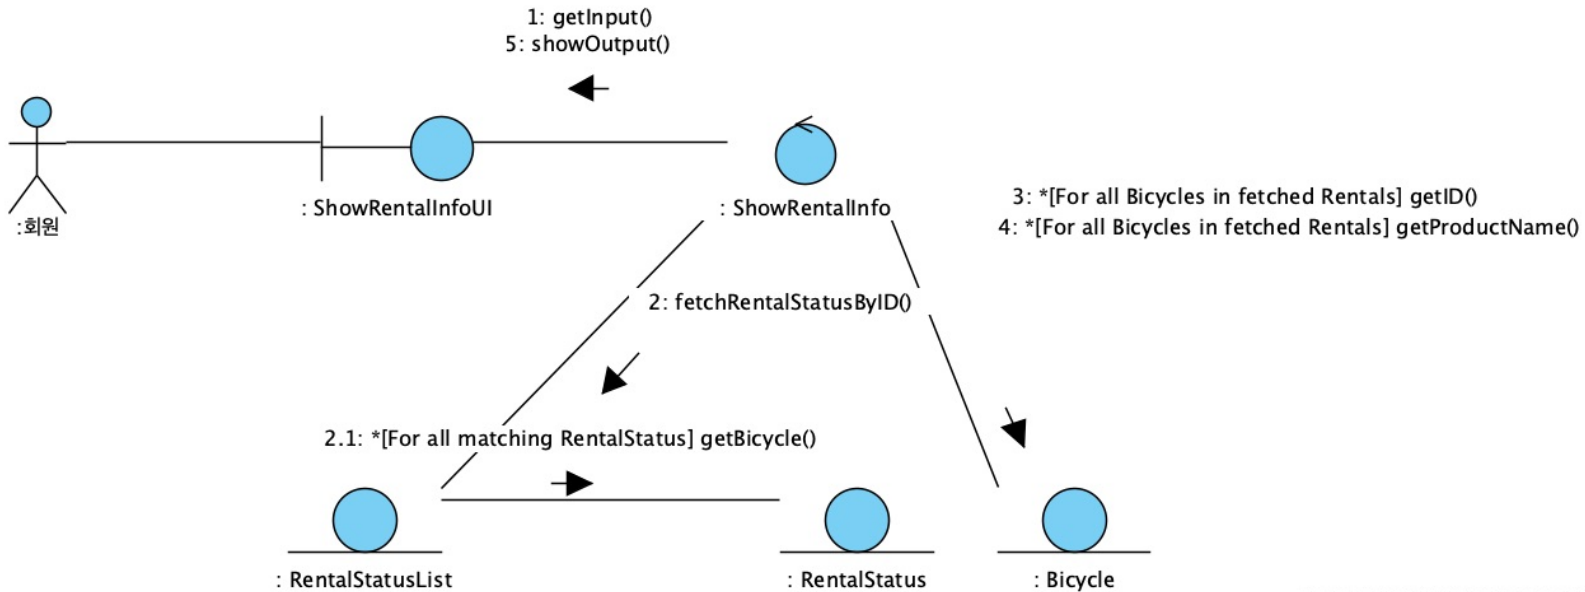 1: getInput()
5: showOutput()
: ShowRentalInfoUI
: ShowRentalInfo
:회원
3: *[For all Bicycles in fetched Rentals] getID()
4: *[For all Bicycles in fetched Rentals] getProductName()
2: fetchRentalStatusByID()
2.1: *[For all matching RentalStatus] getBicycle()
: RentalStatusList
: RentalStatus
: Bicycle